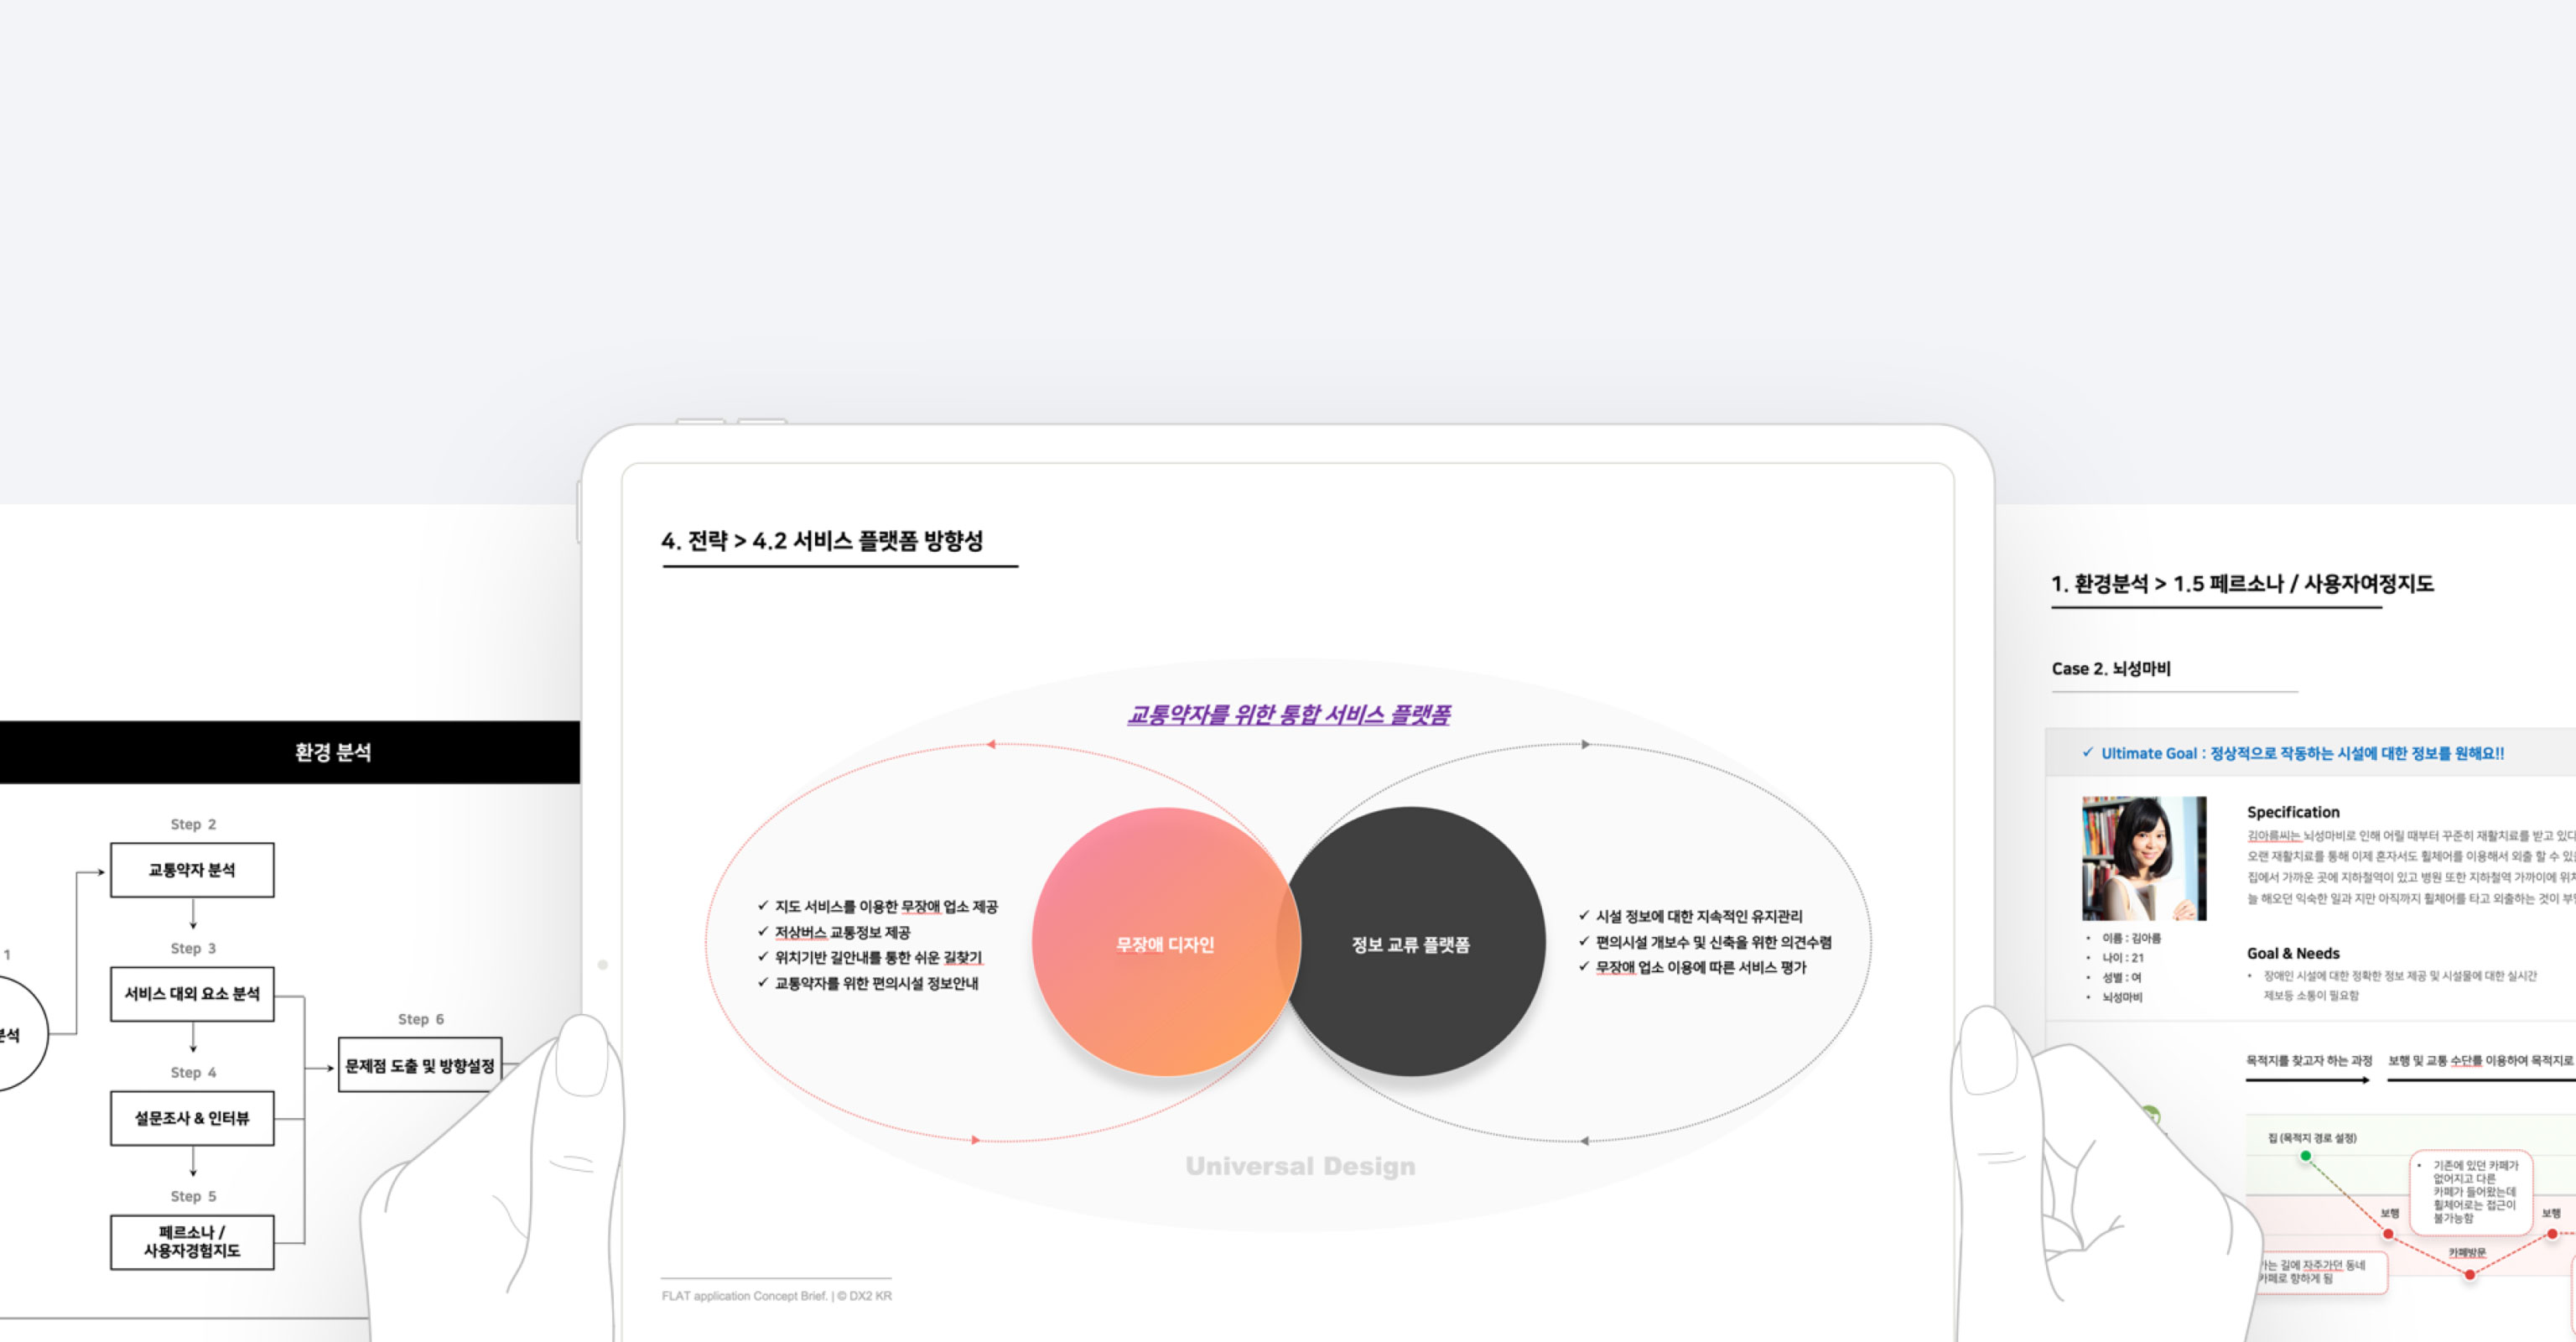 환경 분석
Step 2
교통약자 분석
Step 3
서비스 대외 요소 분석
1
분석
Step 4
설문조사 & 인터뷰
Step 5
페르소나 /
사용자경험지도
Step 6
문제점 도출 및 방향설정
4. 전략 > 4.2 서비스 플랫폼 방향성
교통약자를 위한 통합 서비스 플랫폼
✓ 지도 서비스를 이용한 무장애 업소 제공
✓ 저상버스 교통정보 제공
✓ 위치기반 길안내를 통한 쉬운 길찾기
✓ 교통약자를 위한 편의시설 정보안내
무장애 디자인
정보 교류 플랫폼
✓ 시설 정보에 대한 지속적인 유지관리
✓ 편의시설 개보수 및 신축을 위한 의견수렴
✓ 무장애 업소 이용에 따른 서비스 평가
Universal Design
FLAT application Concept Brief. | © DX2 KR
1. 환경분석 > 1.5 페르소나 / 사용자여정지도
Case 2. 뇌성마비
✓ Ultimate Goal : 정상적으로 작동하는 시설에 대한 정보를 원해요!!
• 이름 : 김아름
• 나이 : 21
• 성별 : 여
• 뇌성마비
Specification
김아름씨는 뇌성마비로 인해 어릴 때부터 꾸준히 재활치료를 받고 있다
오랜 재활치료를 통해 이제 혼자서도 휠체어를 이용해서 외출 할 수 있
집에서 가까운 곳에 지하철역이 있고 병원 또한 지하철역 가까이에 위치
늘 해오던 익숙한 일과 지만 아직까지 휠체어를 타고 외출하는 것이 부
Goal & Needs
• 장애인 시설에 대한 정확한 정보 제공 및 시설물에 대한 실시간
제보등 소통이 필요함
목적지를 찾고자 하는 과정
보행 및 교통 수단를 이용하여 목적지로
집 (목적지 경로 설정)
• 기존에 있던 카페가
없어지고 다른
카페가 들어왔는데
휠체어로는 접근이
불가능함
보행
보행
카페방문
가는 길에 자주가던 동네
카페로 향하게 됨